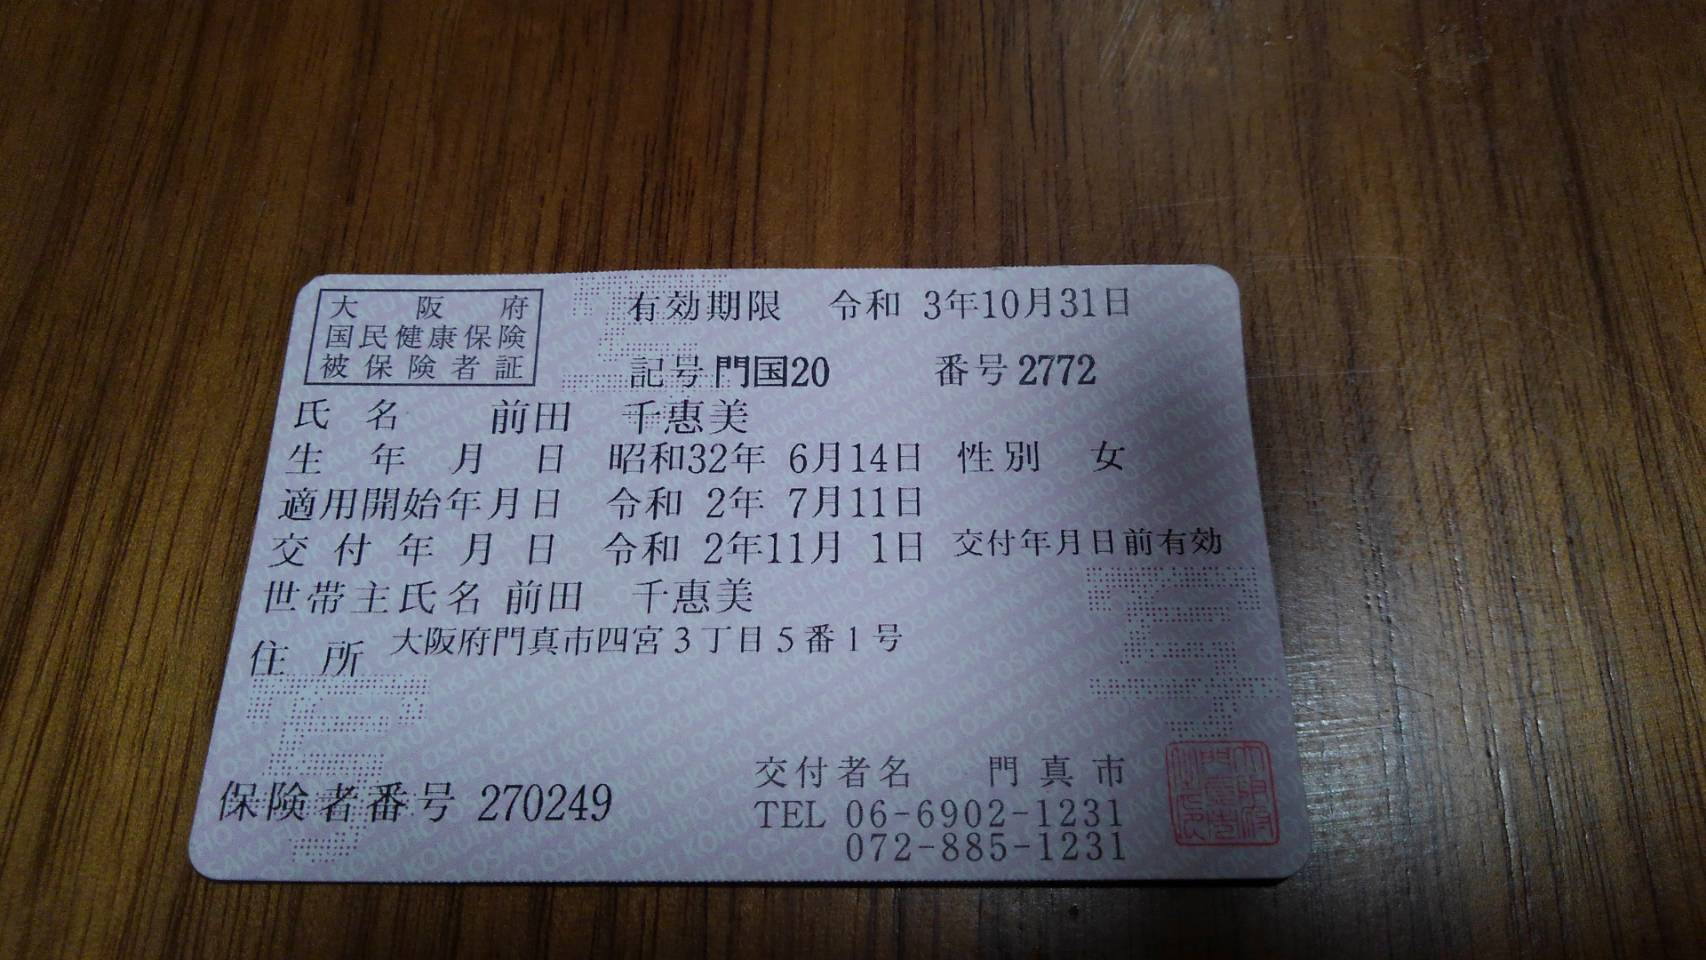 大阪府
国民健康保険
被保険者証
有効期限 令和 3年10月31日
記号 門国20 番号 2772
氏名 前田 千惠美
生年月日 昭和32年 6月14日 性別 女
適用開始年月日 令和 2年 7月11日
交付年月日 令和 2年11月 1日 交付年月日前有効
世帯主氏名 前田 千惠美
住所 大阪府門真市四宮3丁目5番1号
保険者番号 270249
交付者名 門真市
TEL 06-6902-1231
072-885-1231